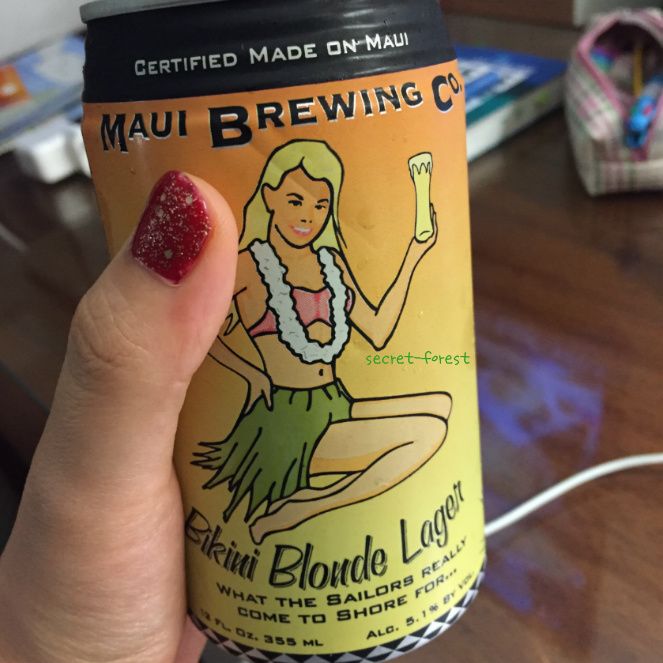 CERTIFIED MADE ON MAUI
MAUI BREWING CO.
secret-forest
Bikini Blonde Lager
WHAT THE SAILORS REALLY
COME TO SHORE FOR...
12 FL. OZ. 355 ML
ALC. 5.1% BY VOL